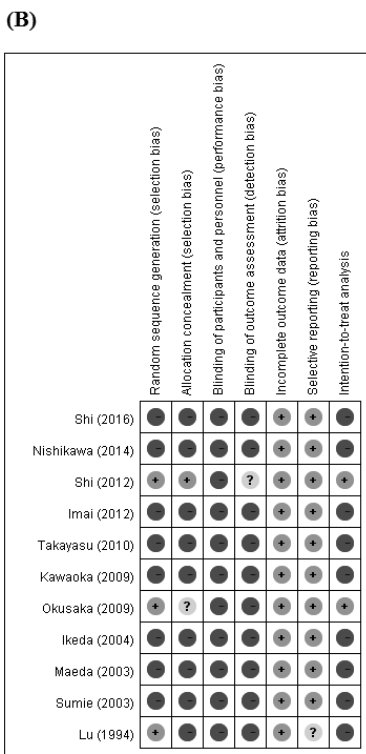 (B)
Random sequence generation (selection bias)
Allocation concealment (selection bias)
Blinding of participants and personnel (performance bias)
Blinding of outcome assessment (detection bias)
Incomplete outcome data (attrition bias)
Selective reporting (reporting bias)
Intention-to-treat analysis
Shi (2016) - - - - + + -
Nishikawa (2014) - - - - + + -
Shi (2012) + + - ? + + +
Imai (2012) - - - - + + -
Takayasu (2010) - - - - + + -
Kawaoka (2009) - - - - + + -
Okusaka (2009) + ? - - + + +
Ikeda (2004) - - - - + + -
Maeda (2003) - - - - + + -
Sumie (2003) - - - - + + -
Lu (1994) + - - - + ? -